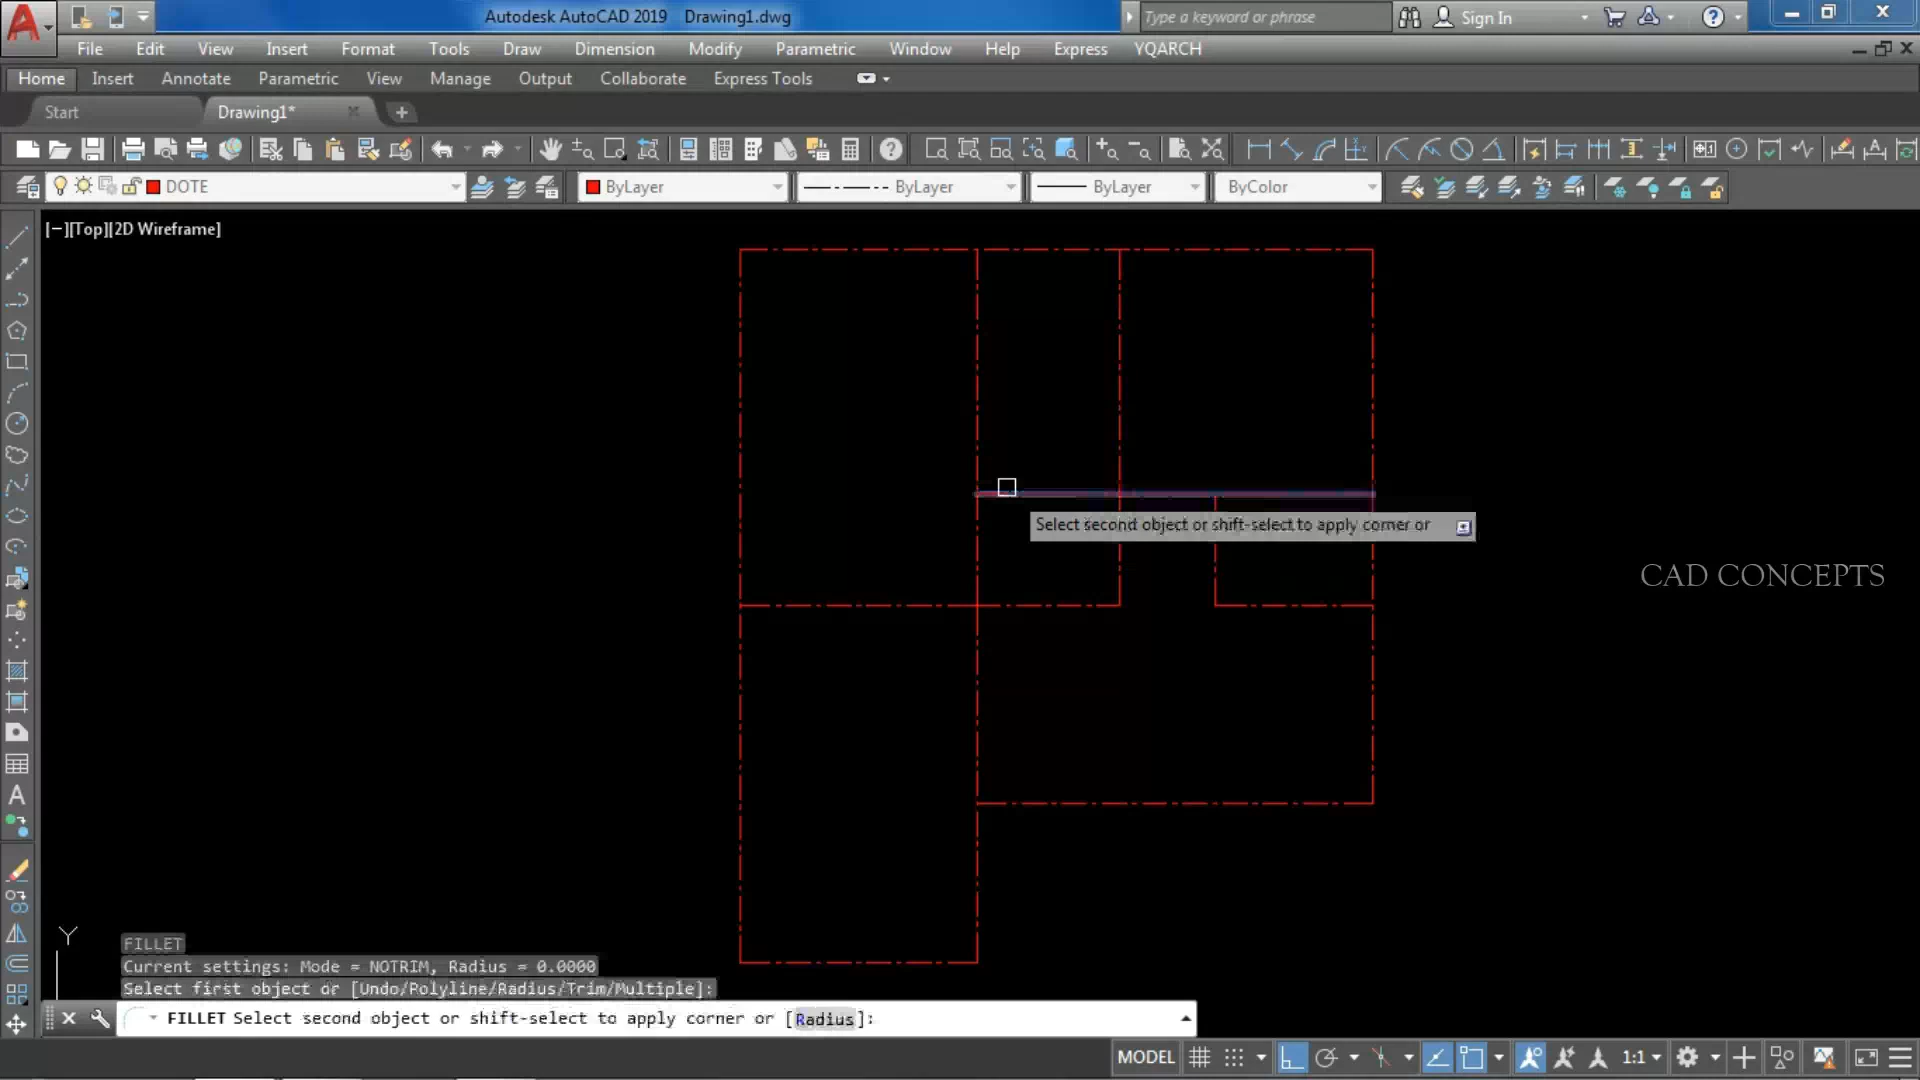 Autodesk AutoCAD 2019 Drawing1.dwg
Type a keyword or phrase
Sign In
File Edit View Insert Format Tools Draw Dimension Modify Parametric Window Help Express YQARCH
Home Insert Annotate Parametric View Manage Output Collaborate Express Tools
Start Drawing1*
DOTE ByLayer ByLayer ByLayer ByColor
[−][Top][2D Wireframe]
Select second object or shift-select to apply corner or
CAD CONCEPTS
Y
FILLET
Current settings: Mode = NOTRIM, Radius = 0.0000
Select first object or [Undo/Polyline/Radius/Trim/Multiple]:
FILLET Select second object or shift-select to apply corner or [Radius]:
MODEL 1:1